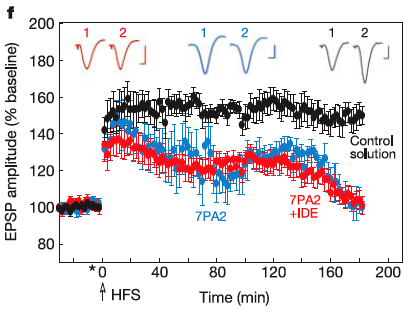 f
1 2
1 2
1 2
200
180
160
140
120
100
80
EPSP amplitude (% baseline)
Control
solution
7PA2
7PA2
+IDE
*
0 40 80 120 160 200
HFS
Time (min)